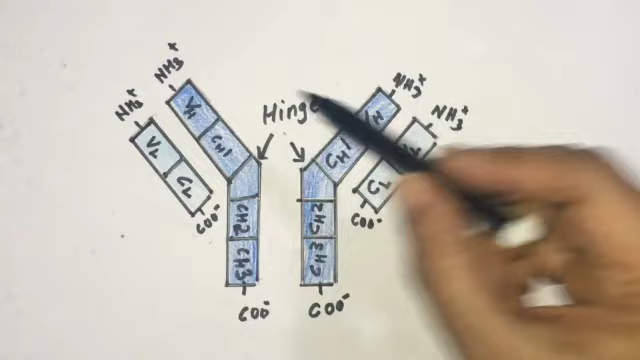 NH3+
NH3+
VH
CH1
VL
CL
COO-
CH2
CH3
COO-
Hinge
NH3+
VH
CH1
NH3+
CL
COO-
CH2
CH3
COO-